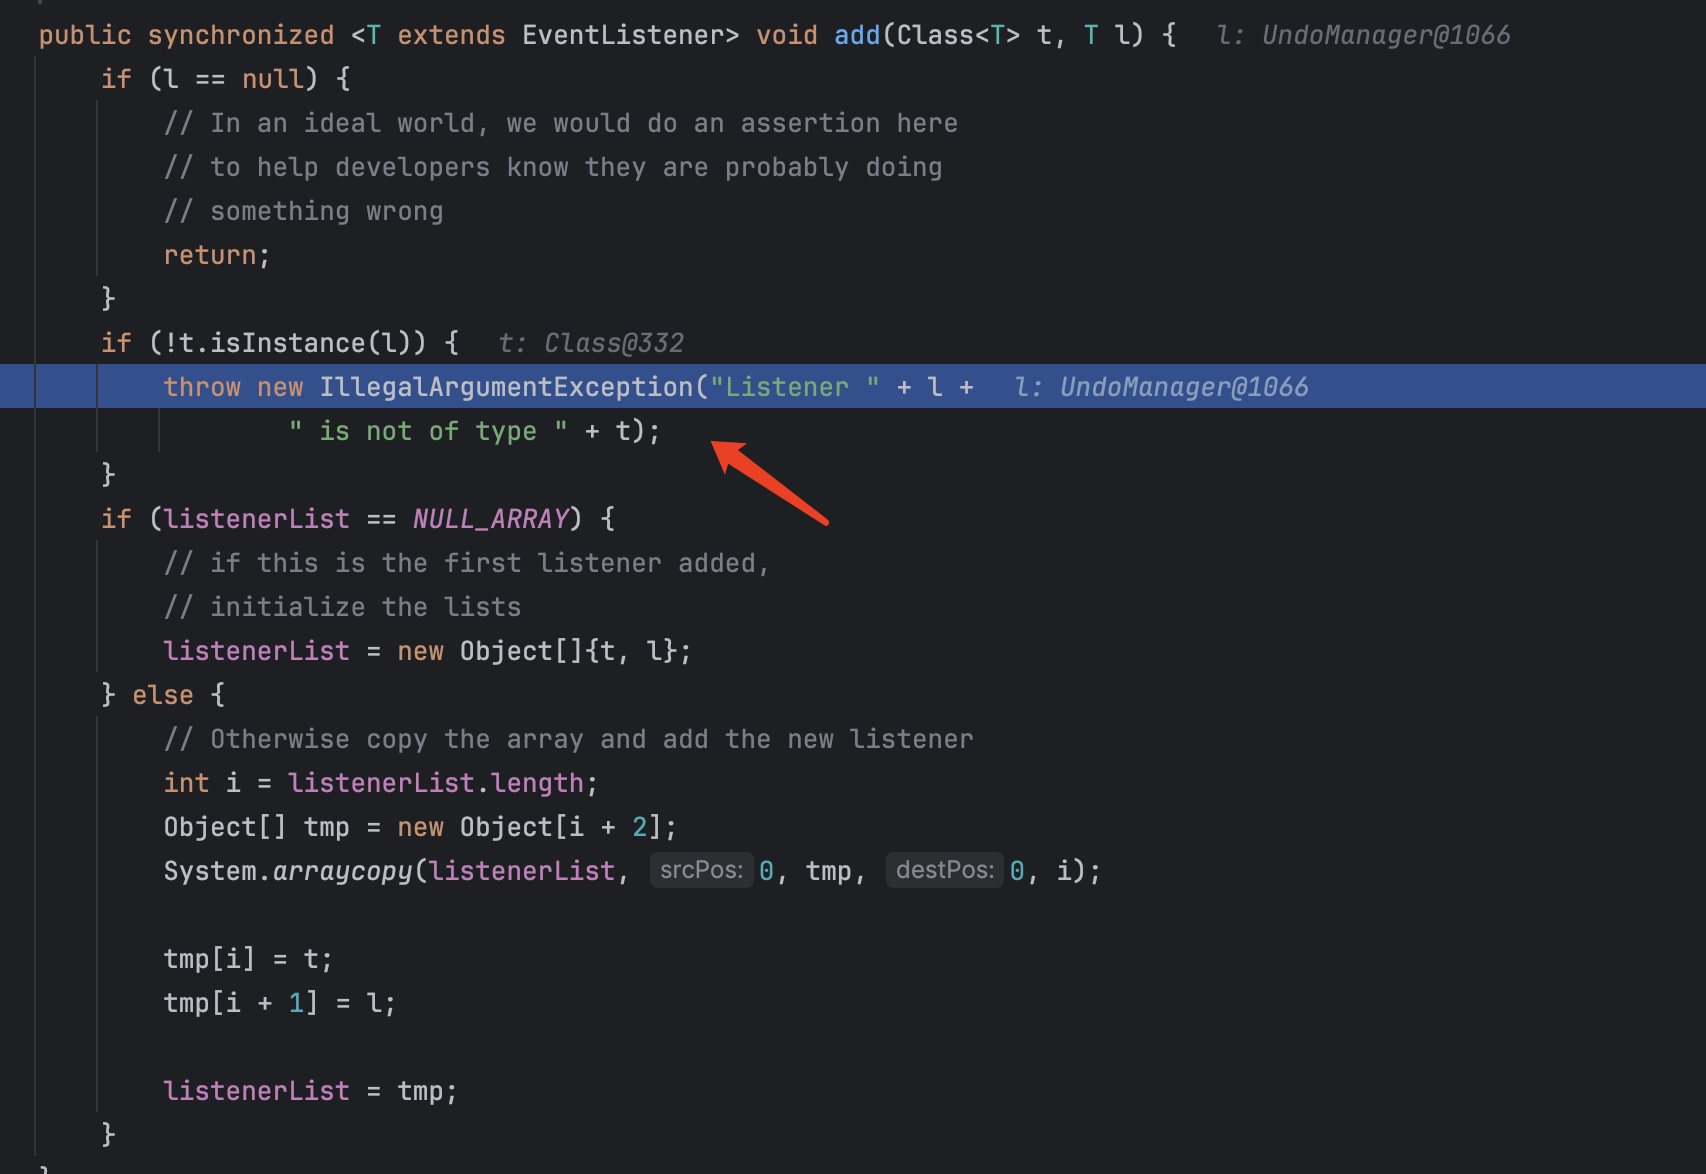 public synchronized <T extends EventListener> void add(Class<T> t, T l) {   l: UndoManager@1066
    if (l == null) {
        // In an ideal world, we would do an assertion here
        // to help developers know they are probably doing
        // something wrong
        return;
    }
    if (!t.isInstance(l)) {   t: Class@332
        throw new IllegalArgumentException("Listener " + l +   l: UndoManager@1066
                " is not of type " + t);
    }
    if (listenerList == NULL_ARRAY) {
        // if this is the first listener added,
        // initialize the lists
        listenerList = new Object[]{t, l};
    } else {
        // Otherwise copy the array and add the new listener
        int i = listenerList.length;
        Object[] tmp = new Object[i + 2];
        System.arraycopy(listenerList, srcPos: 0, tmp, destPos: 0, i);
        tmp[i] = t;
        tmp[i + 1] = l;
        listenerList = tmp;
    }
}